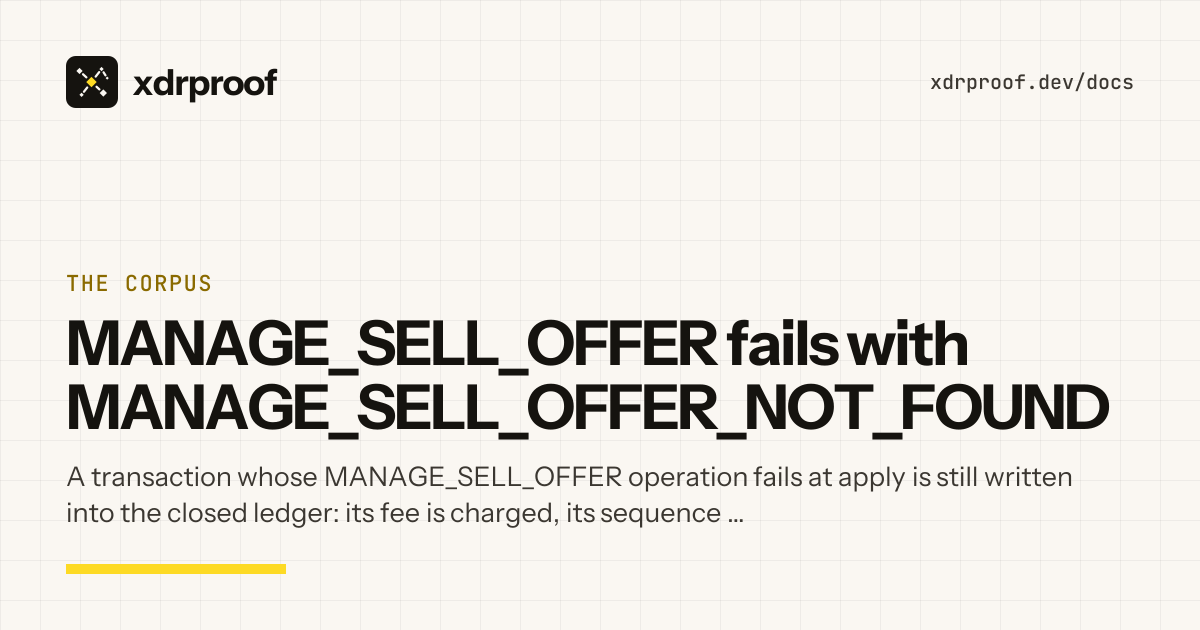 xdrproof
xdrproof.dev/docs
THE CORPUS
MANAGE_SELL_OFFER fails with
MANAGE_SELL_OFFER_NOT_FOUND
A transaction whose MANAGE_SELL_OFFER operation fails at apply is still written
into the closed ledger: its fee is charged, its sequence ...